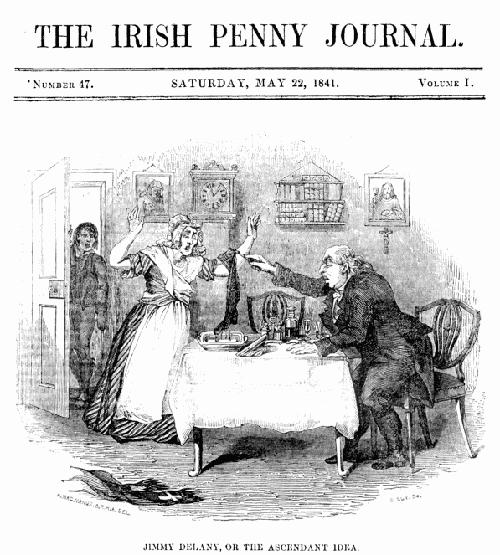 THE IRISH PENNY JOURNAL.
NUMBER 47.
SATURDAY, MAY 22, 1841.
VOLUME I.
JIMMY DELANY, OR THE ASCENDANT IDEA.